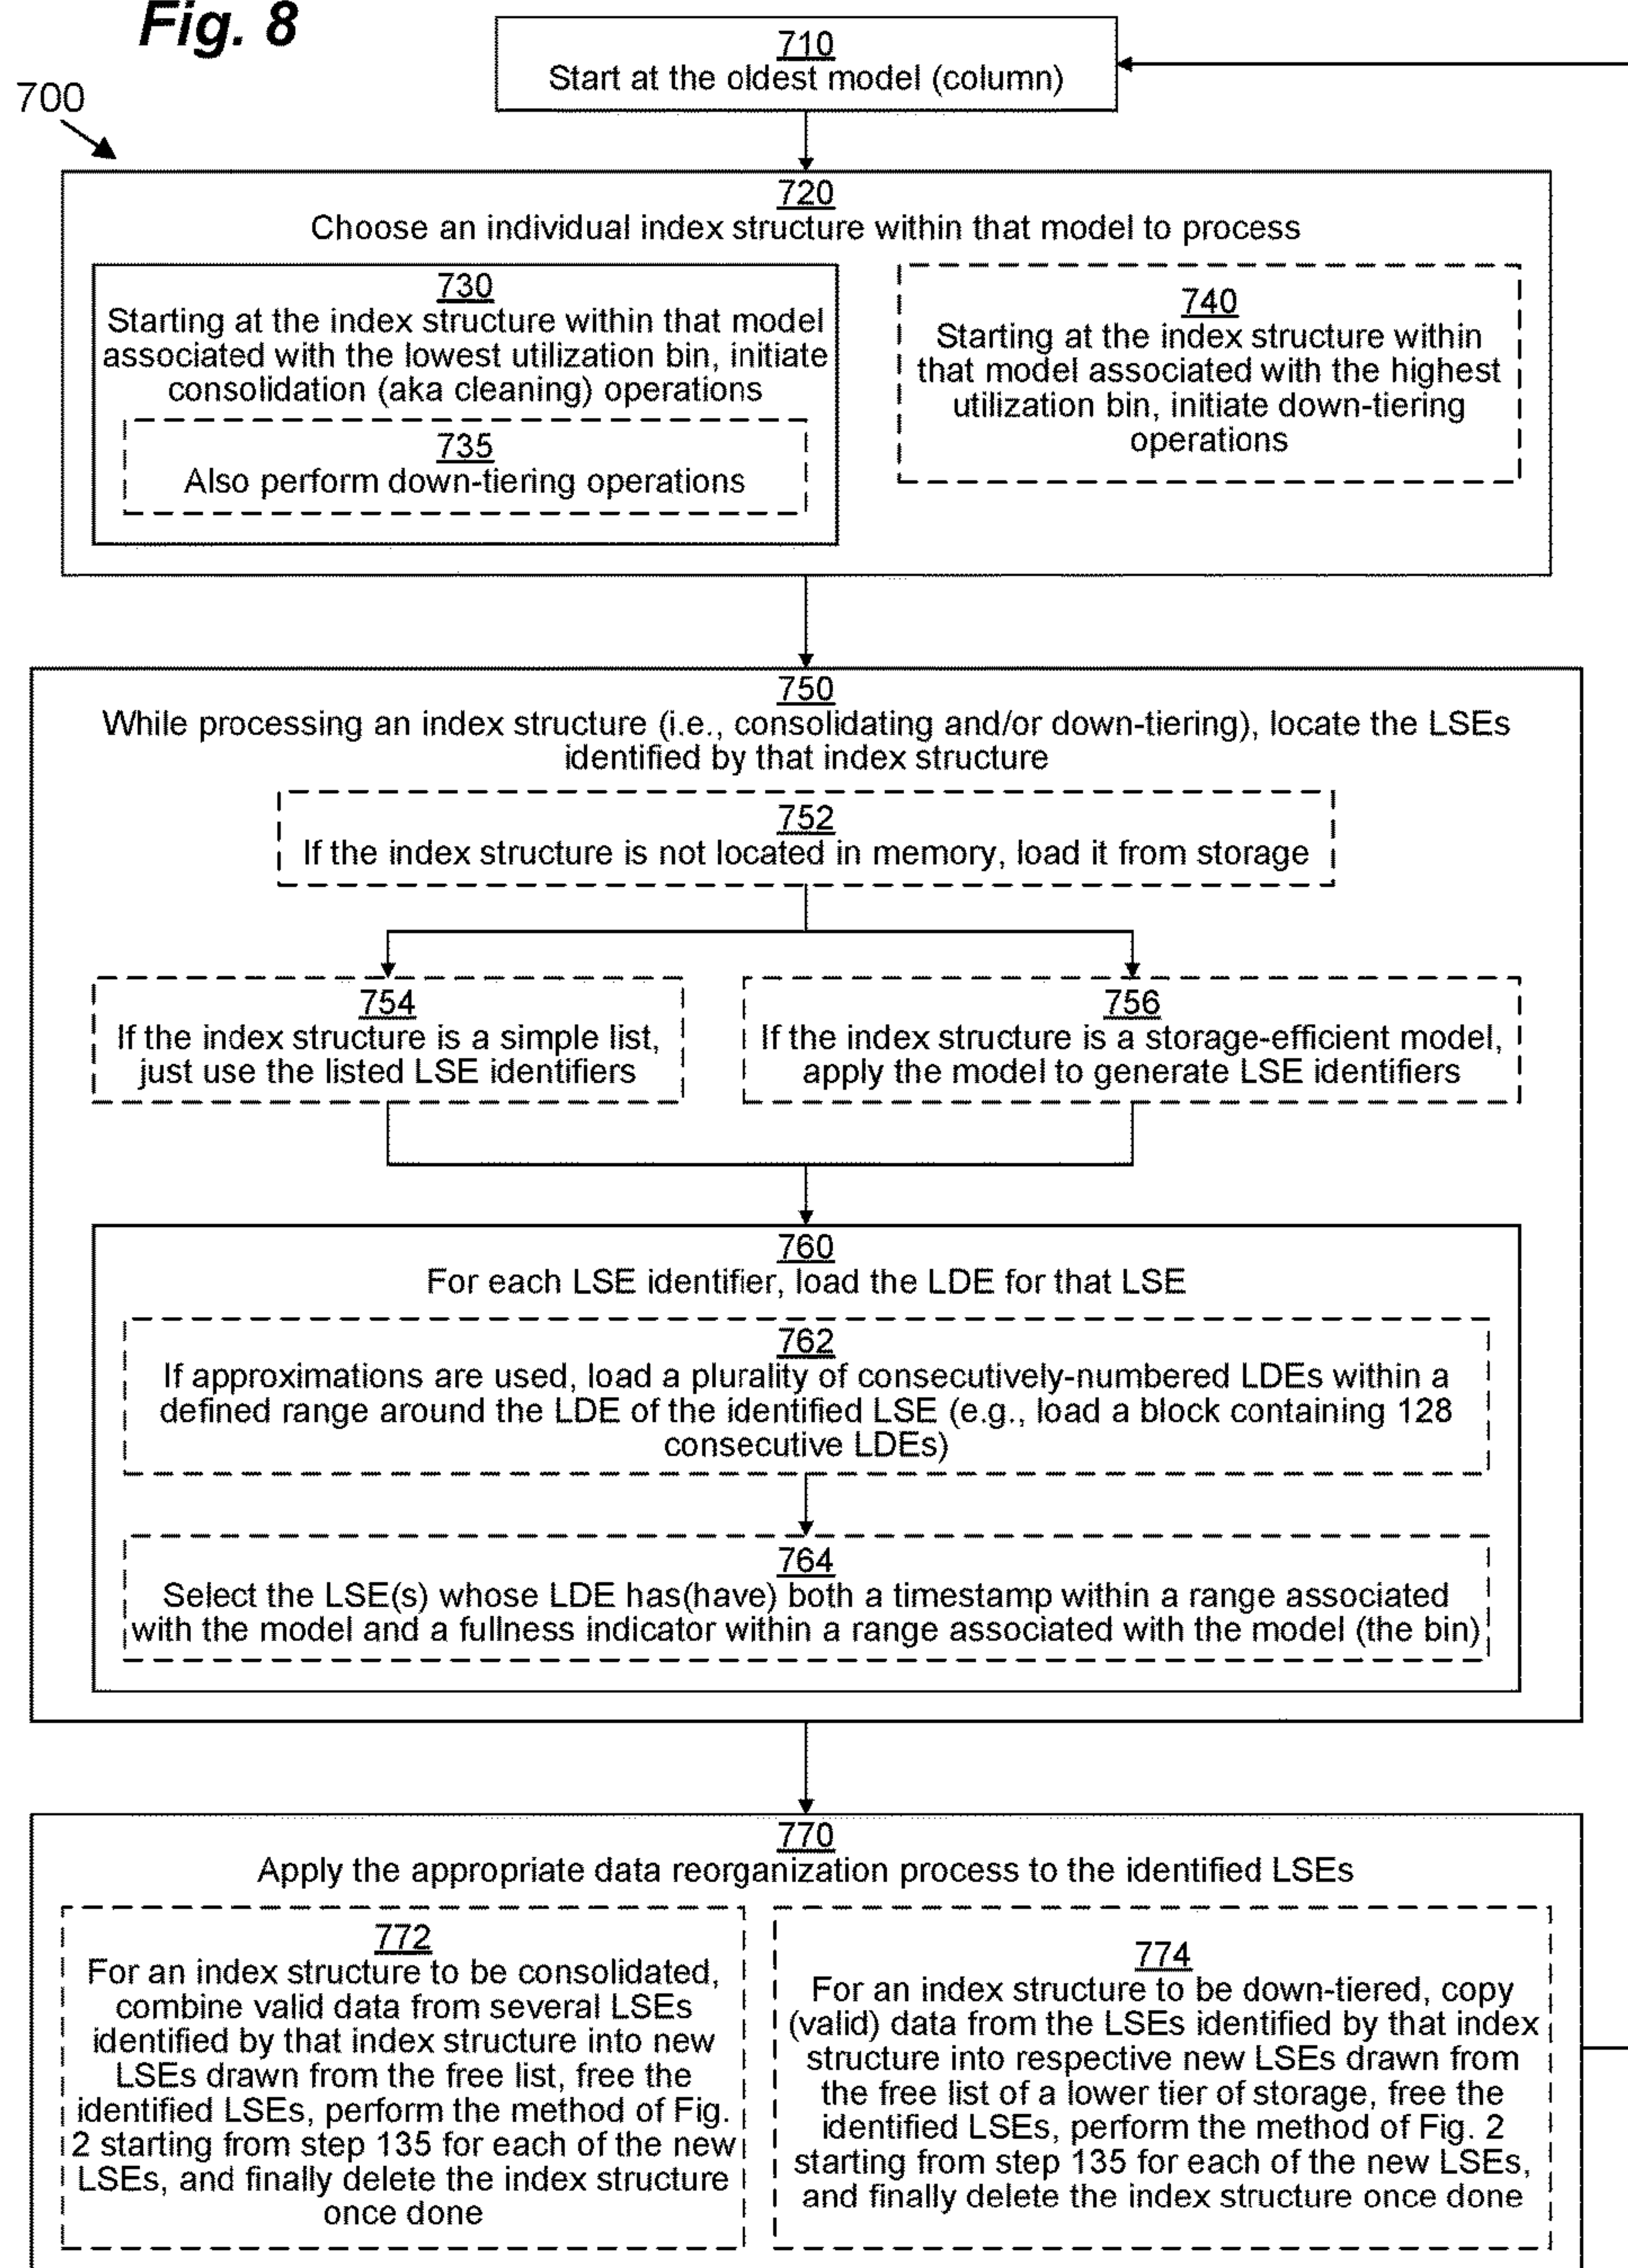 Fig. 8
700
710
Start at the oldest model (column)
720
Choose an individual index structure within that model to process
730
Starting at the index structure within that model
associated with the lowest utilization bin, initiate
consolidation (aka cleaning) operations
735
Also perform down-tiering operations
740
Starting at the index structure within
that model associated with the highest
utilization bin, initiate down-tiering
operations
750
While processing an index structure (i.e., consolidating and/or down-tiering), locate the LSEs
identified by that index structure
752
If the index structure is not located in memory, load it from storage
754
If the index structure is a simple list,
just use the listed LSE identifiers
756
If the index structure is a storage-efficient model,
apply the model to generate LSE identifiers
760
For each LSE identifier, load the LDE for that LSE
762
If approximations are used, load a plurality of consecutively-numbered LDEs within a
defined range around the LDE of the identified LSE (e.g., load a block containing 128
consecutive LDEs)
764
Select the LSE(s) whose LDE has(have) both a timestamp within a range associated
with the model and a fullness indicator within a range associated with the model (the bin)
770
Apply the appropriate data reorganization process to the identified LSEs
772
For an index structure to be consolidated,
combine valid data from several LSEs
identified by that index structure into new
LSEs drawn from the free list, free the
identified LSEs, perform the method of Fig.
2 starting from step 135 for each of the new
LSEs, and finally delete the index structure
once done
774
For an index structure to be down-tiered, copy
(valid) data from the LSEs identified by that index
structure into respective new LSEs drawn from
the free list of a lower tier of storage, free the
identified LSEs, perform the method of Fig. 2
starting from step 135 for each of the new LSEs,
and finally delete the index structure once done